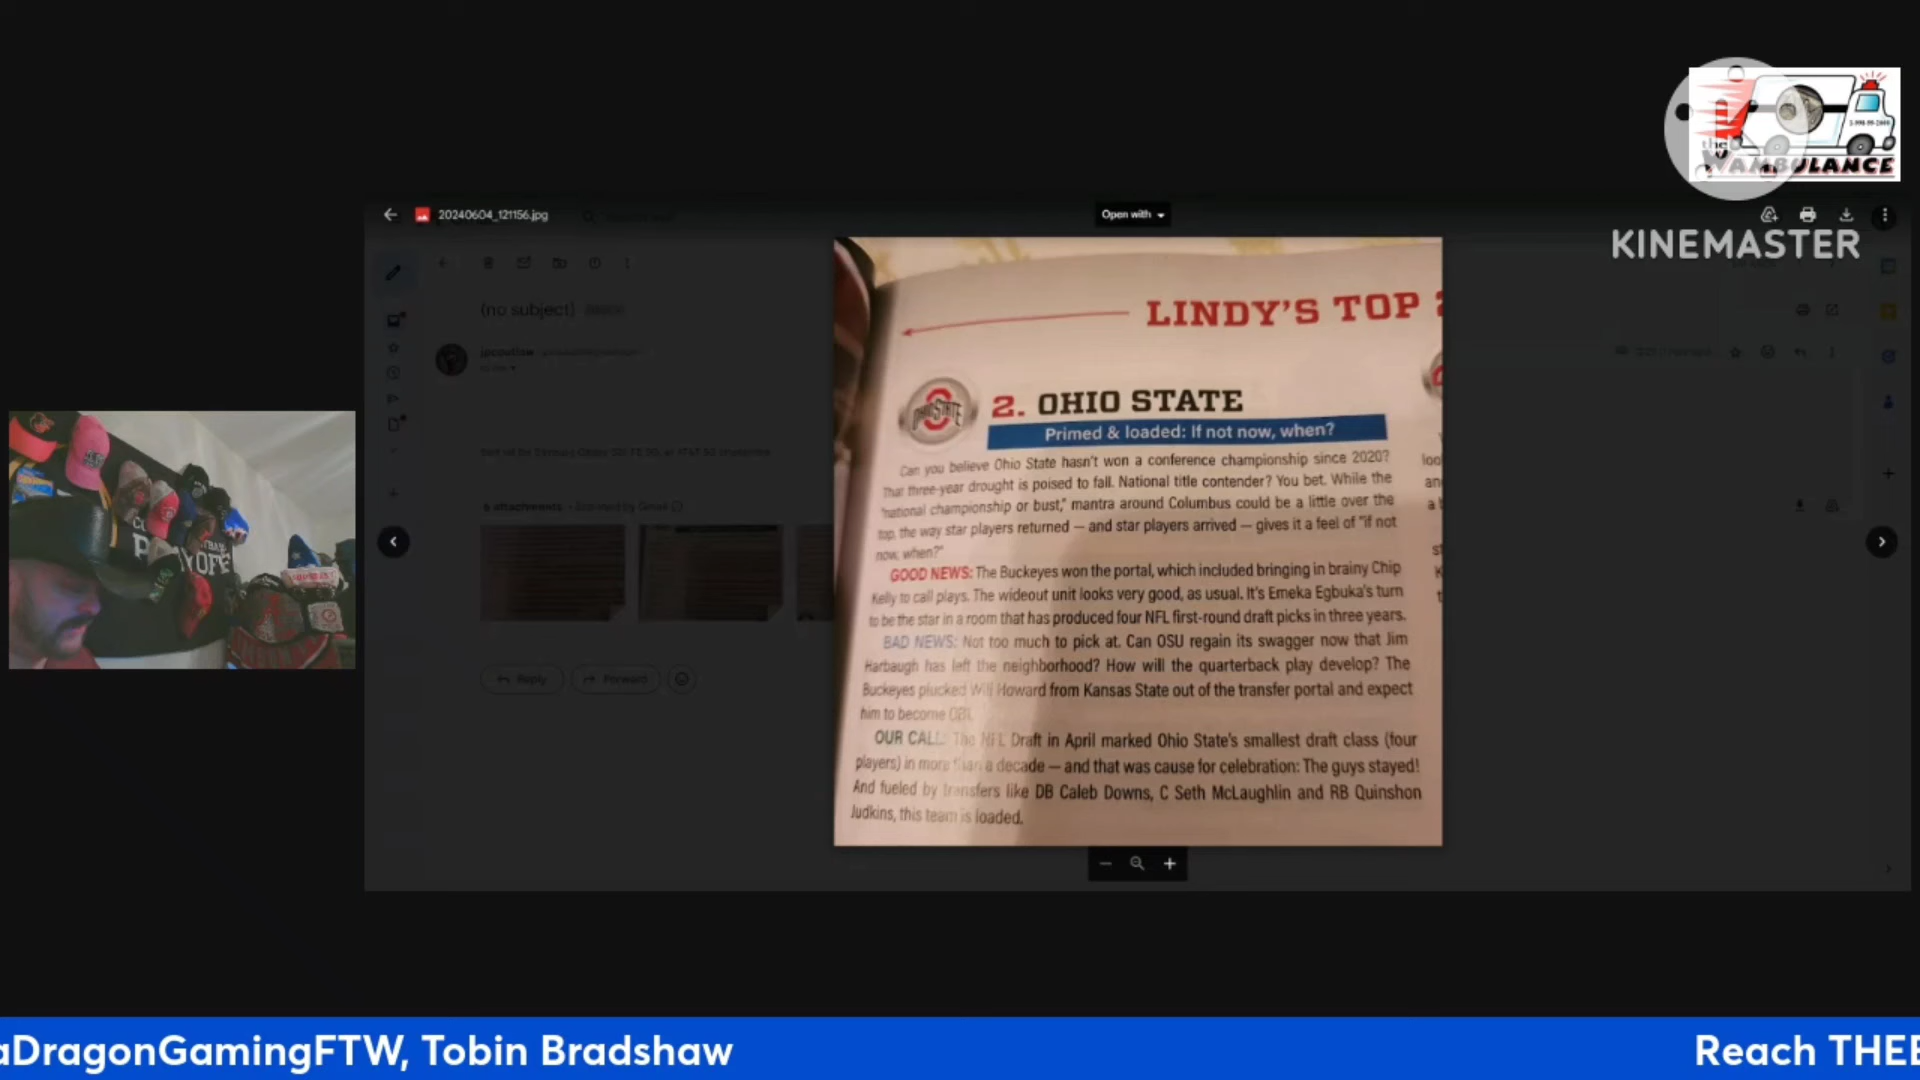 the
WAMBULANCE
KINEMASTER
20240604_121156.jpg
Open with
(no subject)
6 attachments
Reply
Forward
LINDY'S TOP
2. OHIO STATE
Primed & loaded: If not now, when?
Can you believe Ohio State hasn't won a conference championship since 2020?
That three-year drought is poised to fall. National title contender? You bet. While the
"national championship or bust," mantra around Columbus could be a little over the
top, the way star players returned — and star players arrived — gives it a feel of "if not
now, when?"
GOOD NEWS: The Buckeyes won the portal, which included bringing in brainy Chip
Kelly to call plays. The wideout unit looks very good, as usual. It's Emeka Egbuka's turn
to be the star in a room that has produced four NFL first-round draft picks in three years.
BAD NEWS: Not too much to pick at. Can OSU regain its swagger now that Jim
Harbaugh has left the neighborhood? How will the quarterback play develop? The
Buckeyes plucked Will Howard from Kansas State out of the transfer portal and expect
him to become QB1.
OUR CALL: The NFL Draft in April marked Ohio State's smallest draft class (four
players) in more than a decade — and that was cause for celebration: The guys stayed!
And fueled by transfers like DB Caleb Downs, C Seth McLaughlin and RB Quinshon
Judkins, this team is loaded.
aDragonGamingFTW, Tobin Bradshaw
Reach THEE